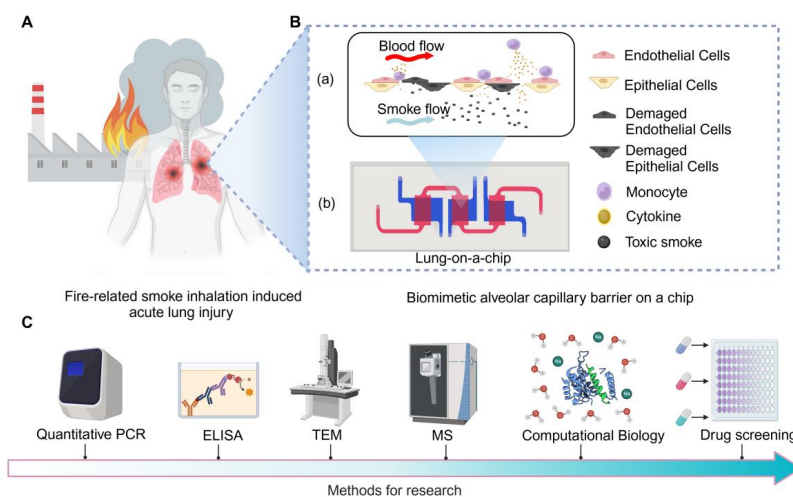 A
B
(a)
Blood flow
Smoke flow
(b)
Lung-on-a-chip
Endothelial Cells
Epithelial Cells
Demaged
Endothelial Cells
Demaged
Epithelial Cells
Monocyte
Cytokine
Toxic smoke
Fire-related smoke inhalation induced
acute lung injury
Biomimetic alveolar capillary barrier on a chip
C
Na
Na
Na
Quantitative PCR
ELISA
TEM
MS
Computational Biology
Drug screening
Methods for research